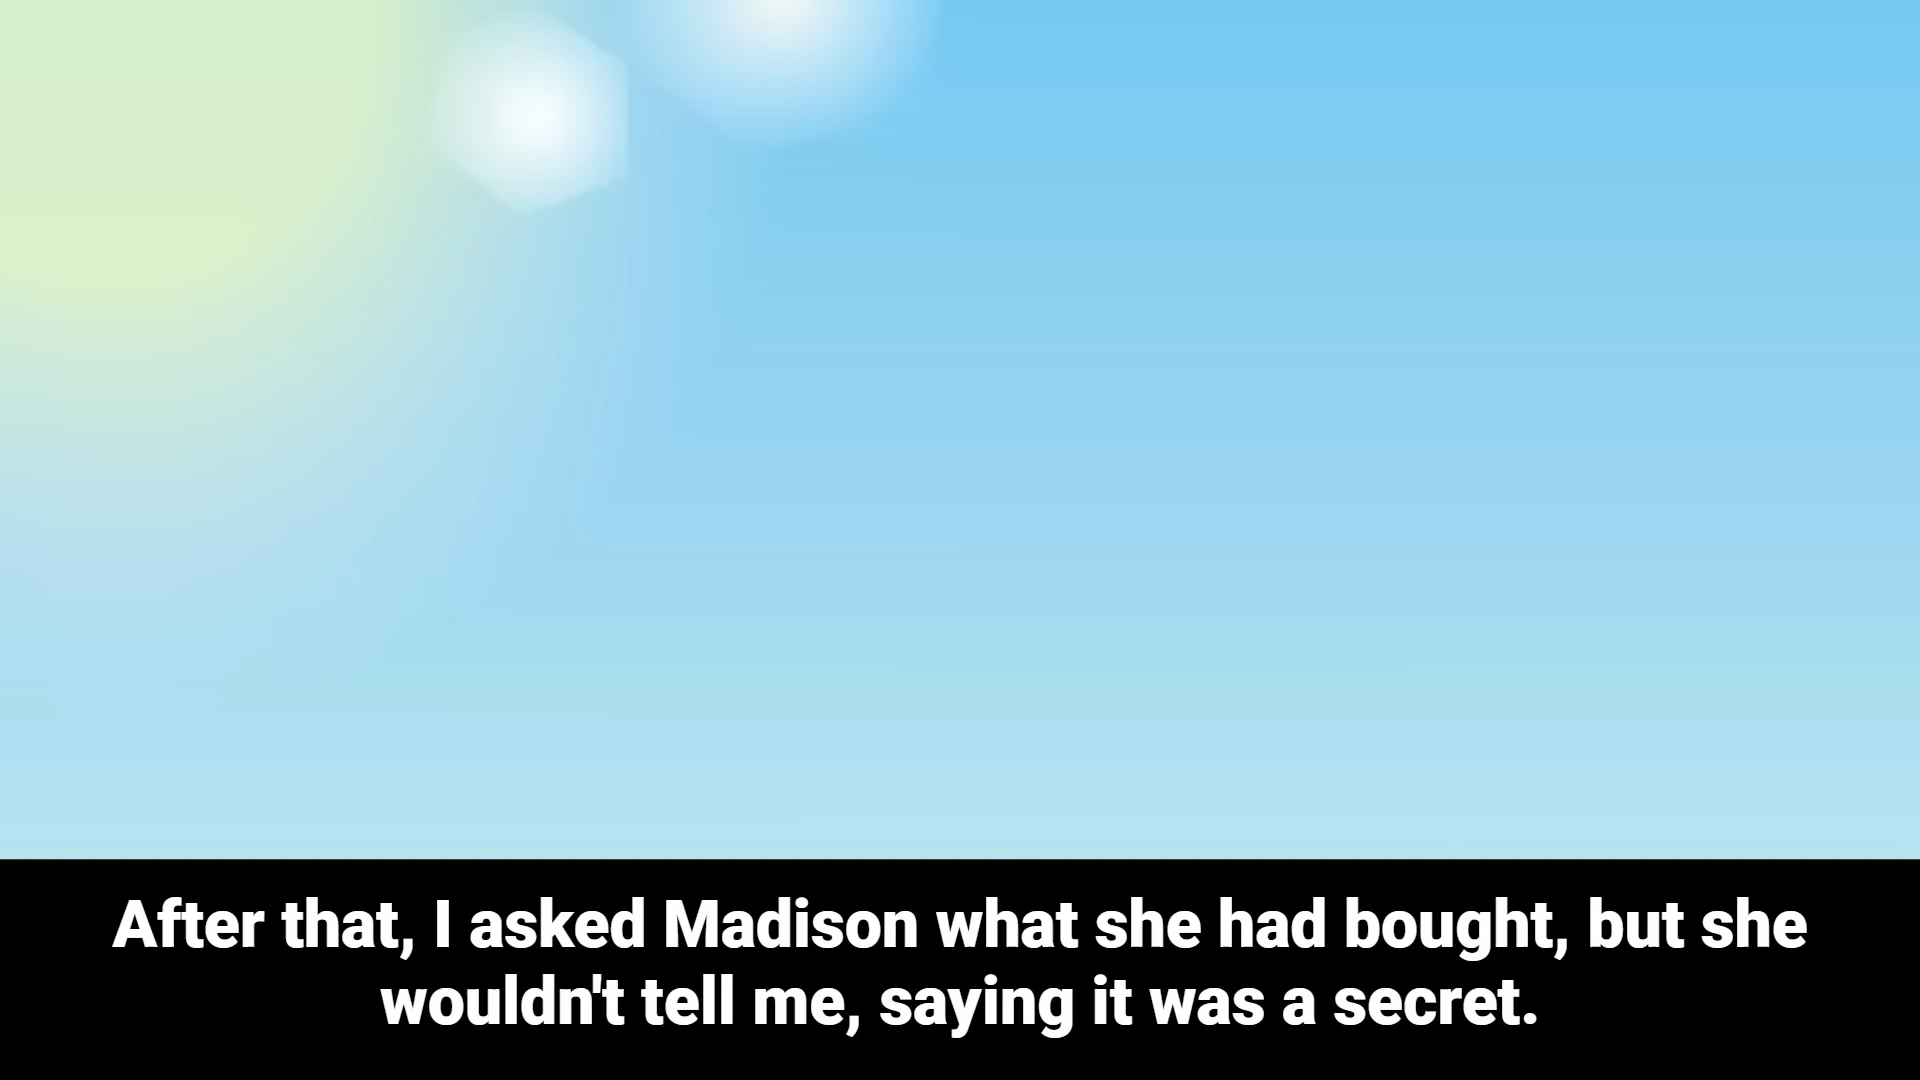 After that, I asked Madison what she had bought, but she
wouldn't tell me, saying it was a secret.